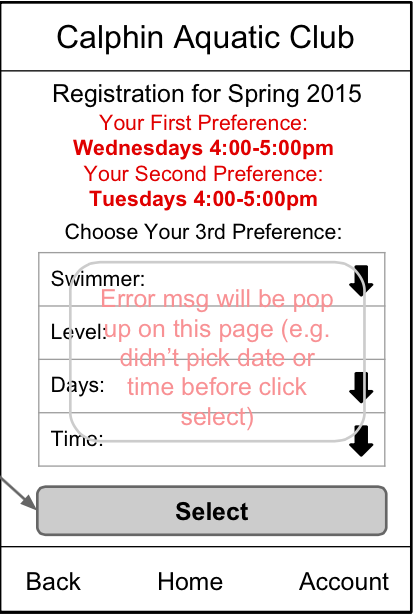 Calphin Aquatic Club
Registration for Spring 2015
Your First Preference:
Wednesdays 4:00-5:00pm
Your Second Preference:
Tuesdays 4:00-5:00pm
Choose Your 3rd Preference:
Swimmer:
Level:
Days:
Time:
Error msg will be pop
up on this page (e.g.
didn't pick date or
time before click
select)
Select
Back Home Account